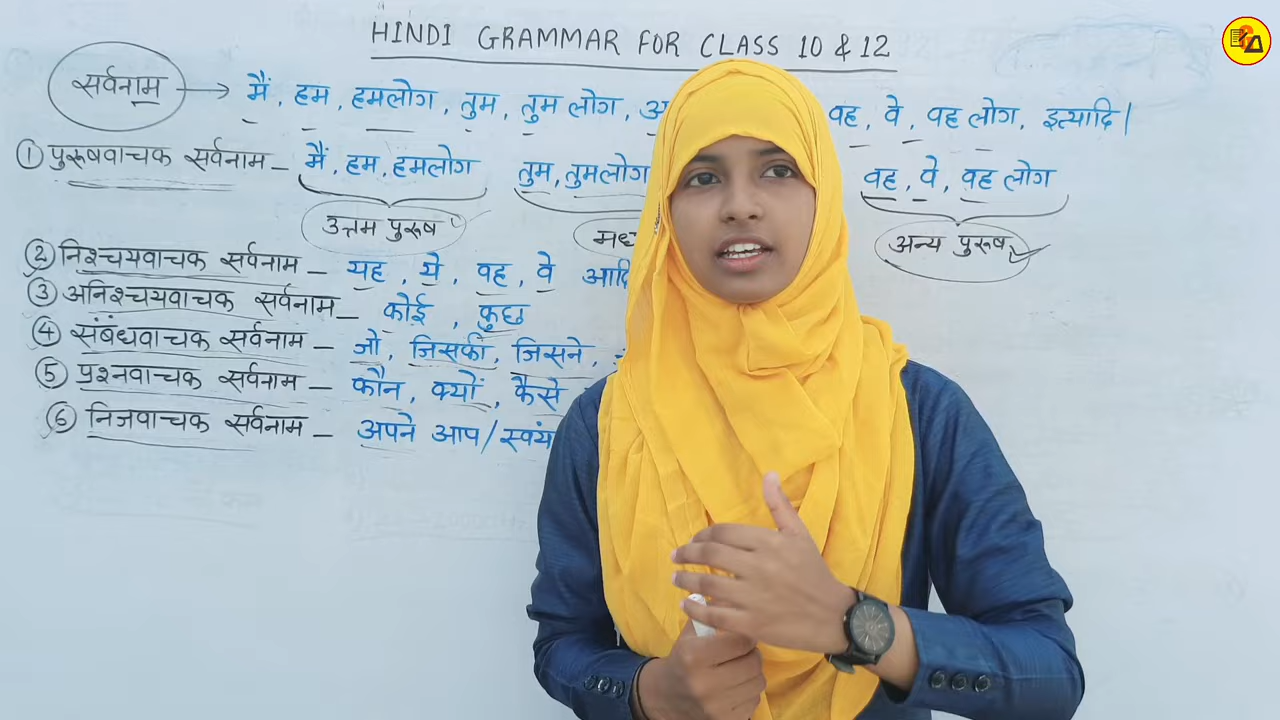 HINDI GRAMMAR FOR CLASS 10 & 12
सर्वनाम → मैं, हम, हमलोग, तुम, तुम लोग, वह, वे, वह लोग, इत्यादि।
① पुरूषवाचक सर्वनाम – मैं, हम, हमलोग तुम, तुमलोग वह, वे, वह लोग
उत्तम पुरूष अन्य पुरूष
② निश्चयवाचक सर्वनाम – यह, ये, वह, वे आदि
③ अनिश्चयवाचक सर्वनाम – कोई, कुछ
④ संबंधवाचक सर्वनाम – जो, जिसकी, जिसने,
⑤ प्रश्नवाचक सर्वनाम – कौन, क्यों, कैसे
⑥ निजवाचक सर्वनाम – अपने आप/स्वयं